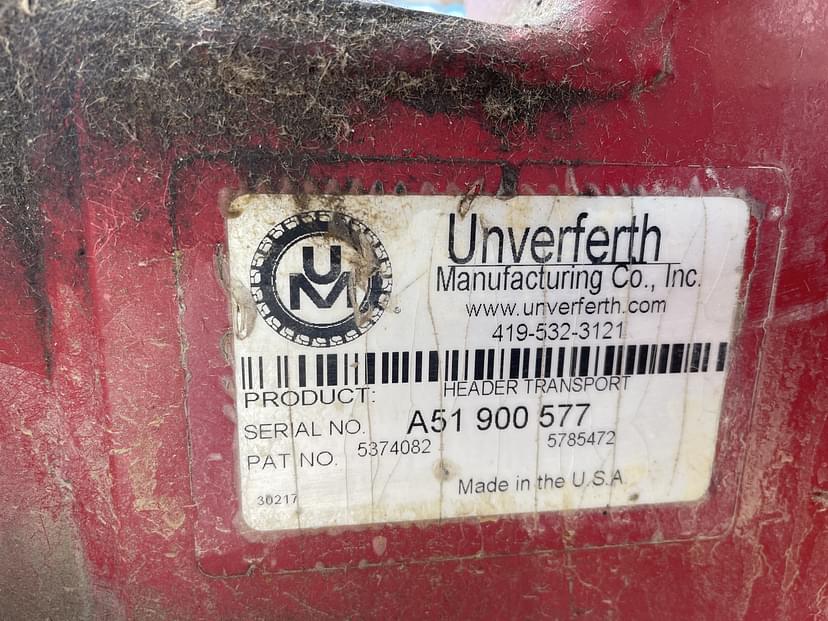 UM
®
Unverferth
Manufacturing Co., Inc.
www.unverferth.com
419-532-3121
PRODUCT: HEADER TRANSPORT
SERIAL NO. A51 900 577
PAT NO. 5374082 5785472
30217 Made in the U.S.A